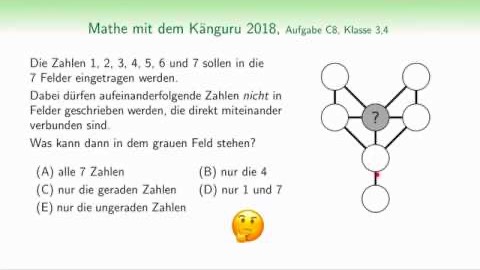 Mathe mit dem Känguru 2018, Aufgabe C8, Klasse 3,4
Die Zahlen 1, 2, 3, 4, 5, 6 und 7 sollen in die
7 Felder eingetragen werden.
Dabei dürfen aufeinanderfolgende Zahlen nicht in
Felder geschrieben werden, die direkt miteinander
verbunden sind.
Was kann dann in dem grauen Feld stehen?
(A) alle 7 Zahlen
(B) nur die 4
(C) nur die geraden Zahlen
(D) nur 1 und 7
(E) nur die ungeraden Zahlen
?